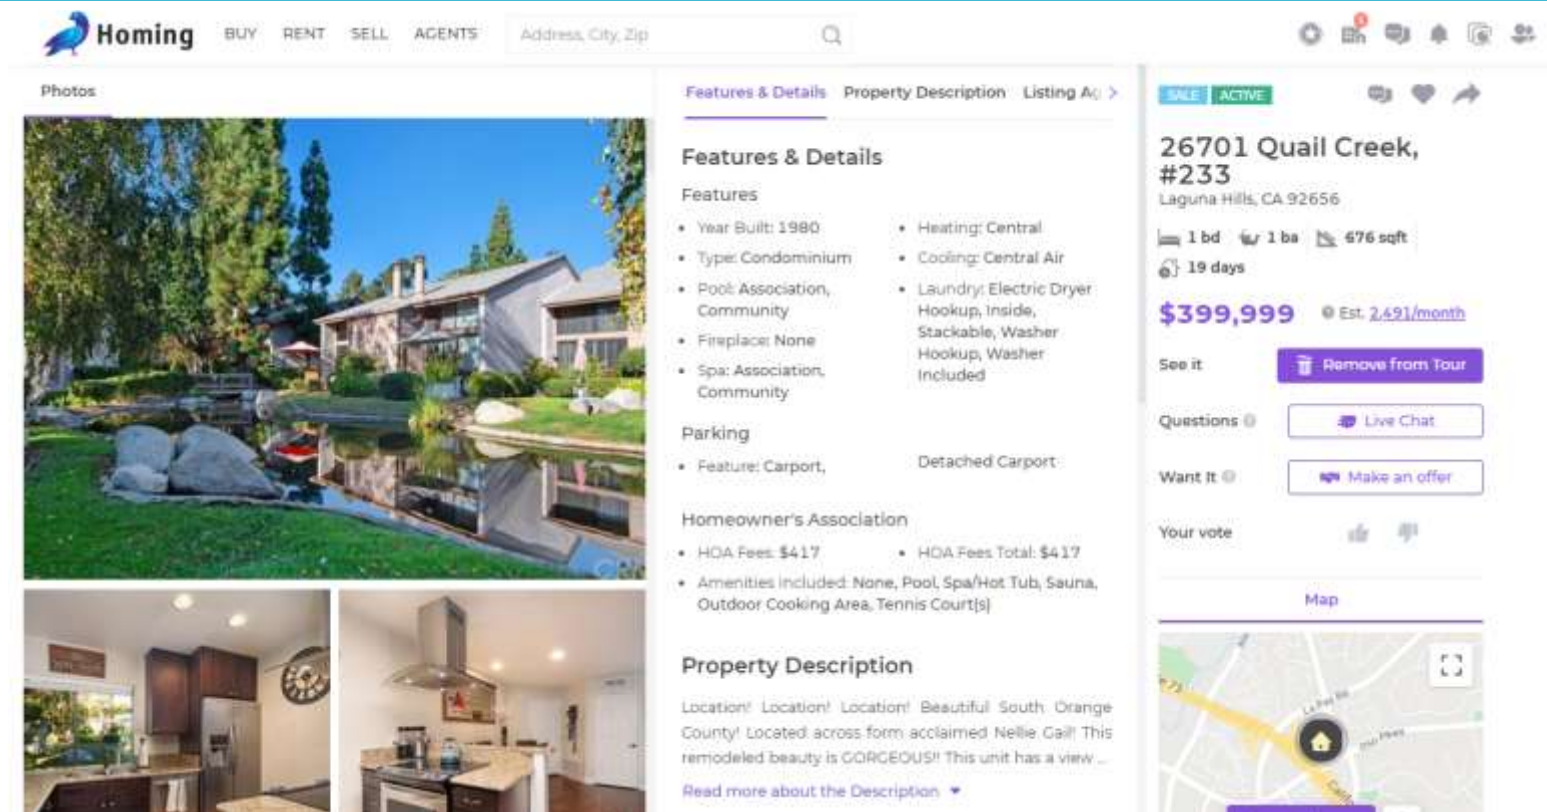 Homing
BUY RENT SELL AGENTS
Address, City, Zip
Photos
Features & Details Property Description Listing Ag
Features & Details
Features
• Year Built: 1980
• Type: Condominium
• Pool: Association,
Community
• Fireplace: None
• Spa: Association,
Community
• Heating: Central
• Cooling: Central Air
• Laundry: Electric Dryer
Hookup, Inside,
Stackable, Washer
Hookup, Washer
Included
Parking
• Feature: Carport,
Detached Carport
Homeowner's Association
• HOA Fees: $417
• HOA Fees Total: $417
• Amenities Included: None, Pool, Spa/Hot Tub, Sauna,
Outdoor Cooking Area, Tennis Court(s)
Property Description
Location! Location! Location! Beautiful South Orange
County! Located across form acclaimed Nellie Gail! This
remodeled beauty is GORGEOUS!! This unit has a view ...
Read more about the Description
SALE ACTIVE
26701 Quail Creek,
#233
Laguna Hills, CA 92656
1 bd 1 ba 676 sqft
19 days
$399,999 Est. 2,491/month
See it Remove from Tour
Questions Live Chat
Want It Make an offer
Your vote
Map
La Paz Rd